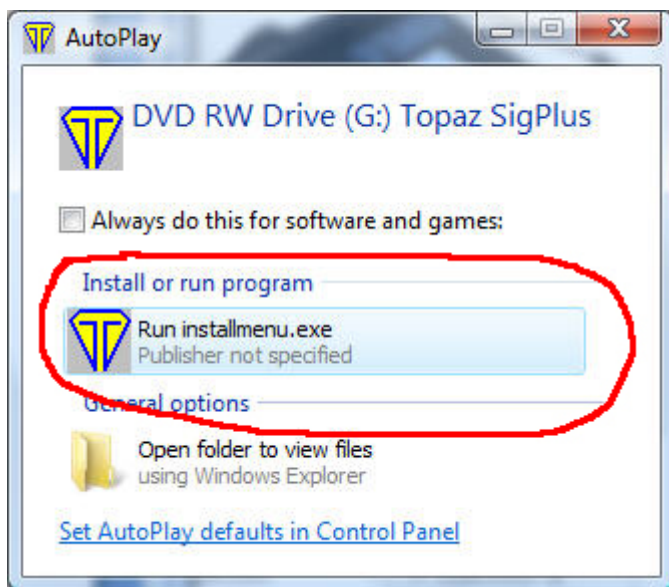 AutoPlay
DVD RW Drive (G:) Topaz SigPlus
Always do this for software and games:
Install or run program
Run installmenu.exe
Publisher not specified
General options
Open folder to view files
using Windows Explorer
Set AutoPlay defaults in Control Panel